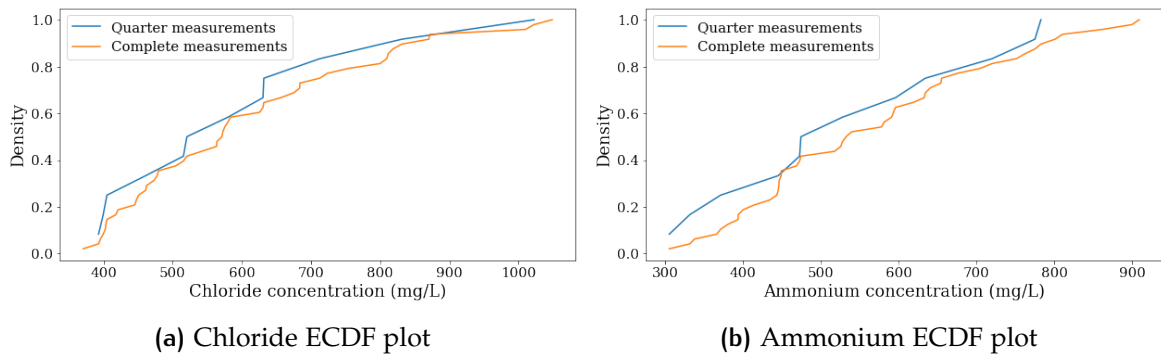 Quarter measurements
Complete measurements
1.0
0.8
0.6
0.4
0.2
0.0
Density
400 500 600 700 800 900 1000
Chloride concentration (mg/L)
(a) Chloride ECDF plot
Quarter measurements
Complete measurements
1.0
0.8
0.6
0.4
0.2
0.0
Density
300 400 500 600 700 800 900
Ammonium concentration (mg/L)
(b) Ammonium ECDF plot